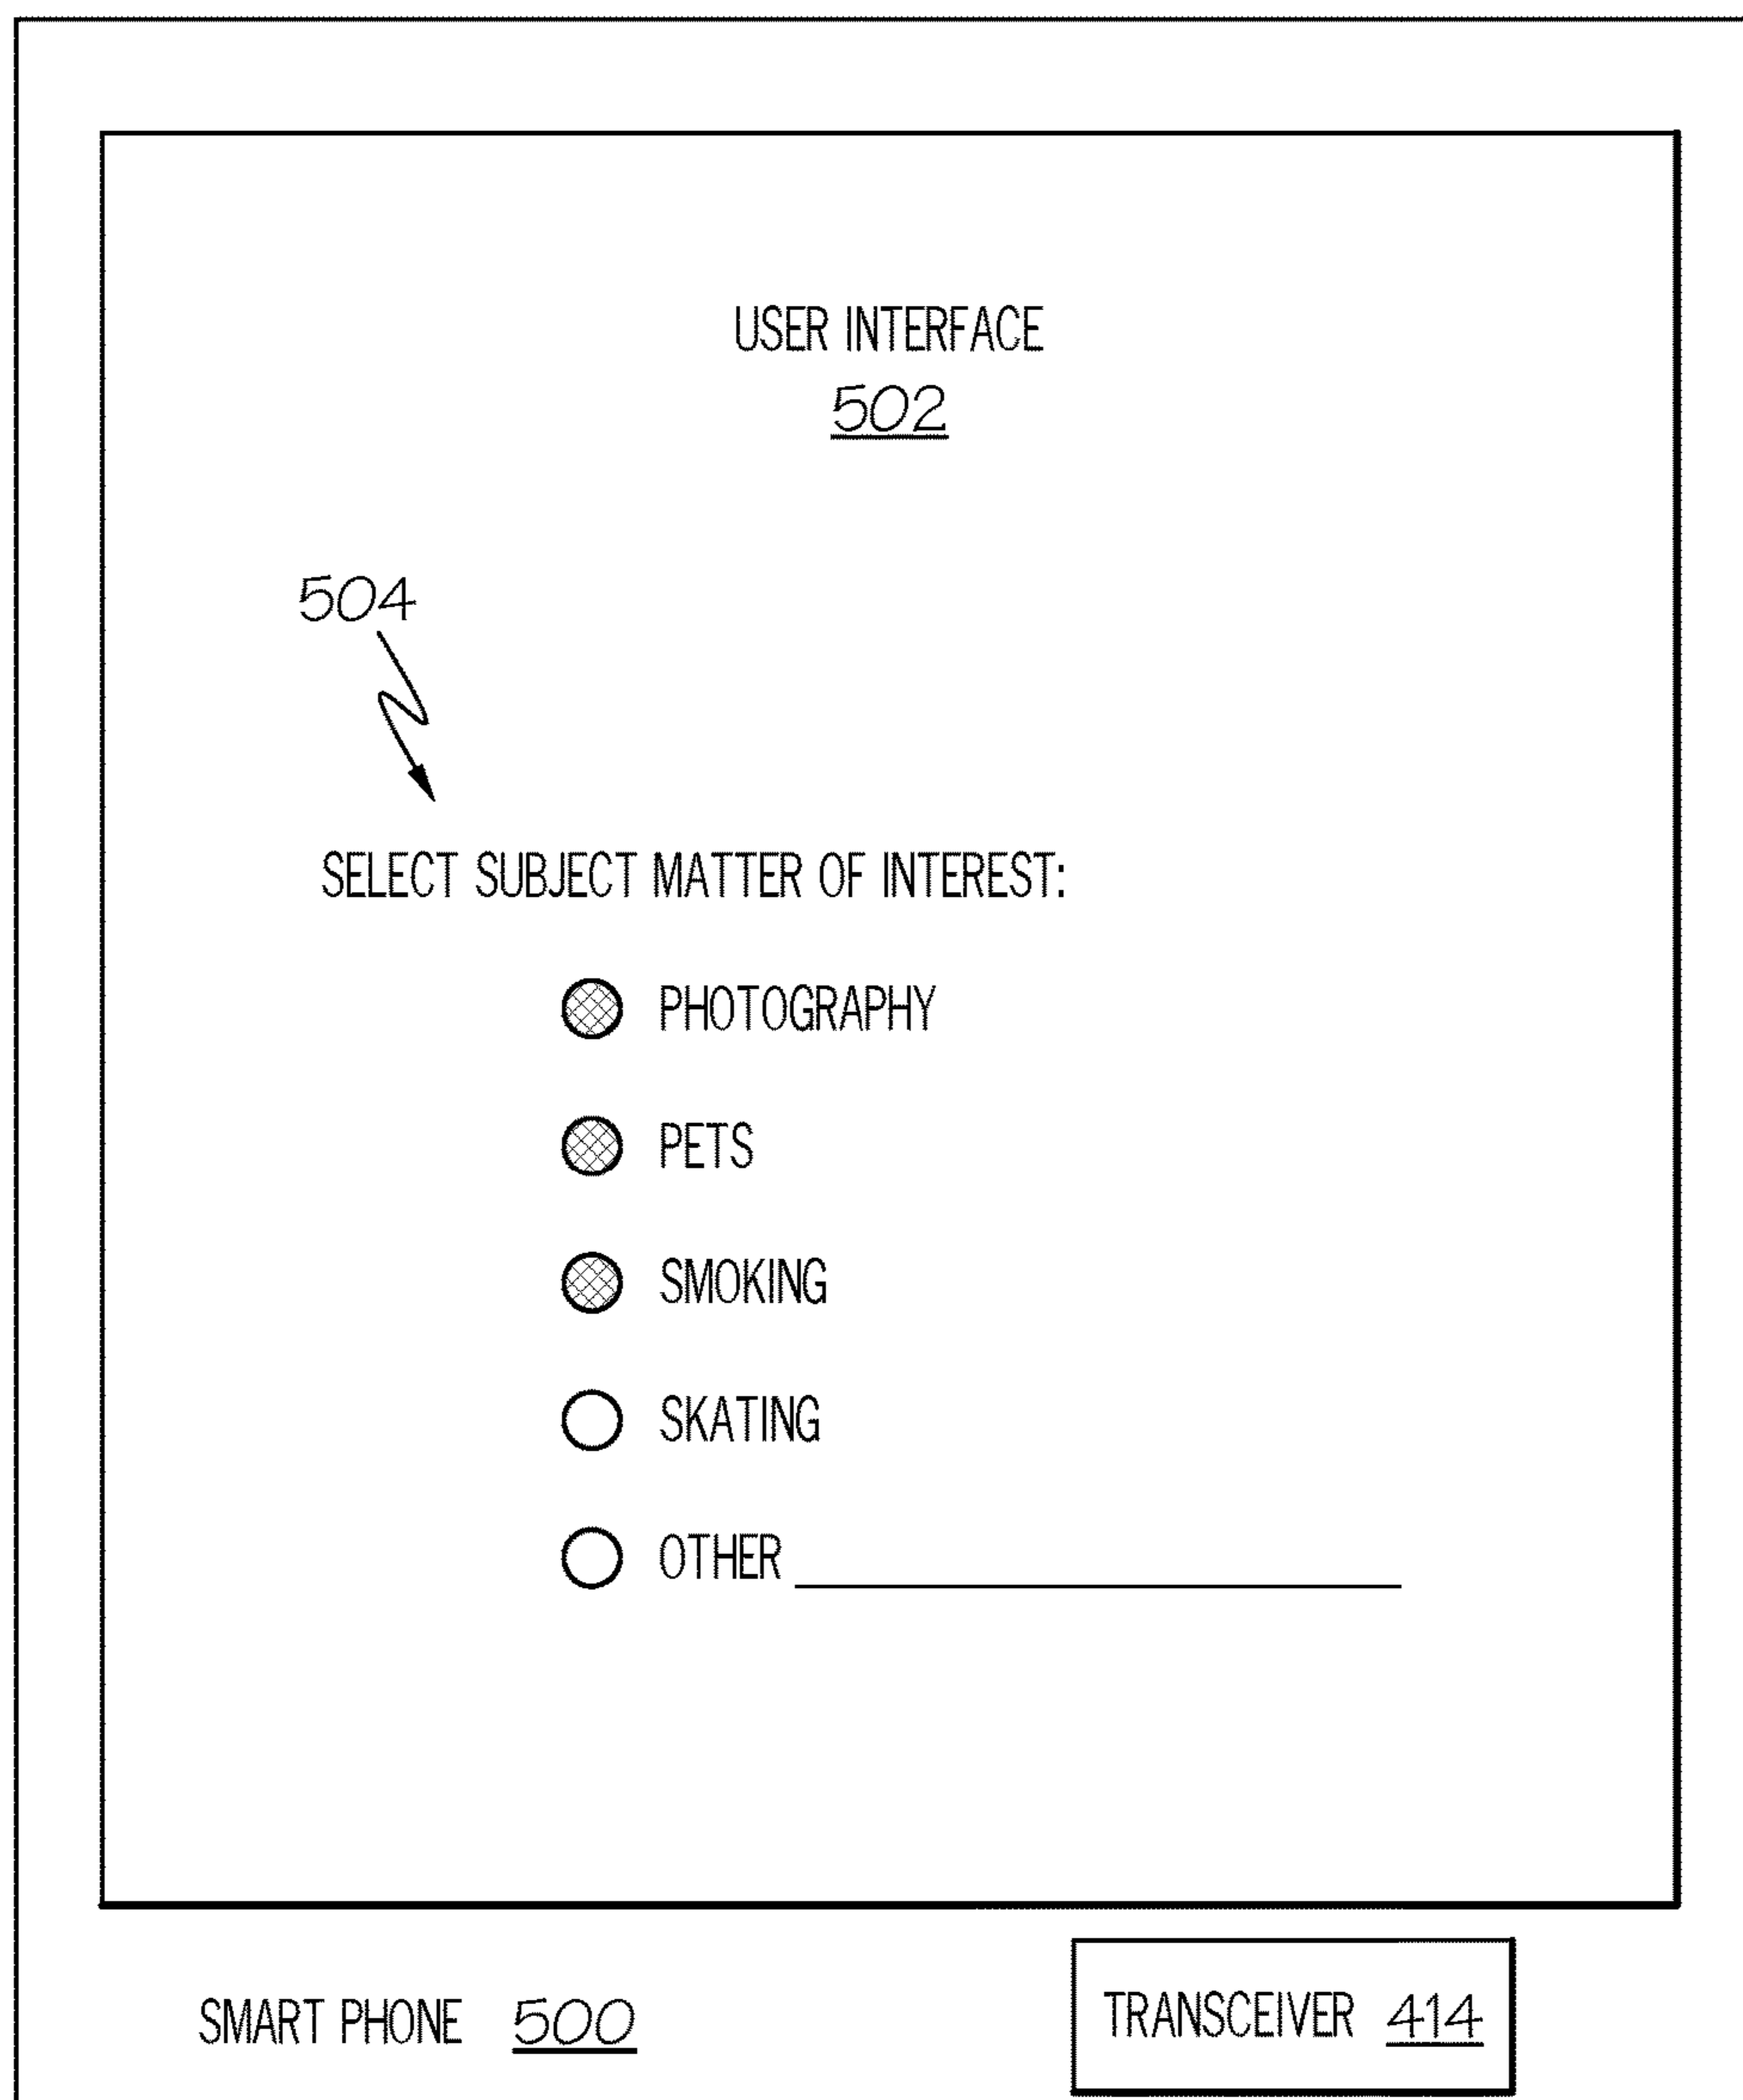 USER INTERFACE
502
504
SELECT SUBJECT MATTER OF INTEREST:
PHOTOGRAPHY
PETS
SMOKING
SKATING
OTHER
SMART PHONE 500
TRANSCEIVER 414